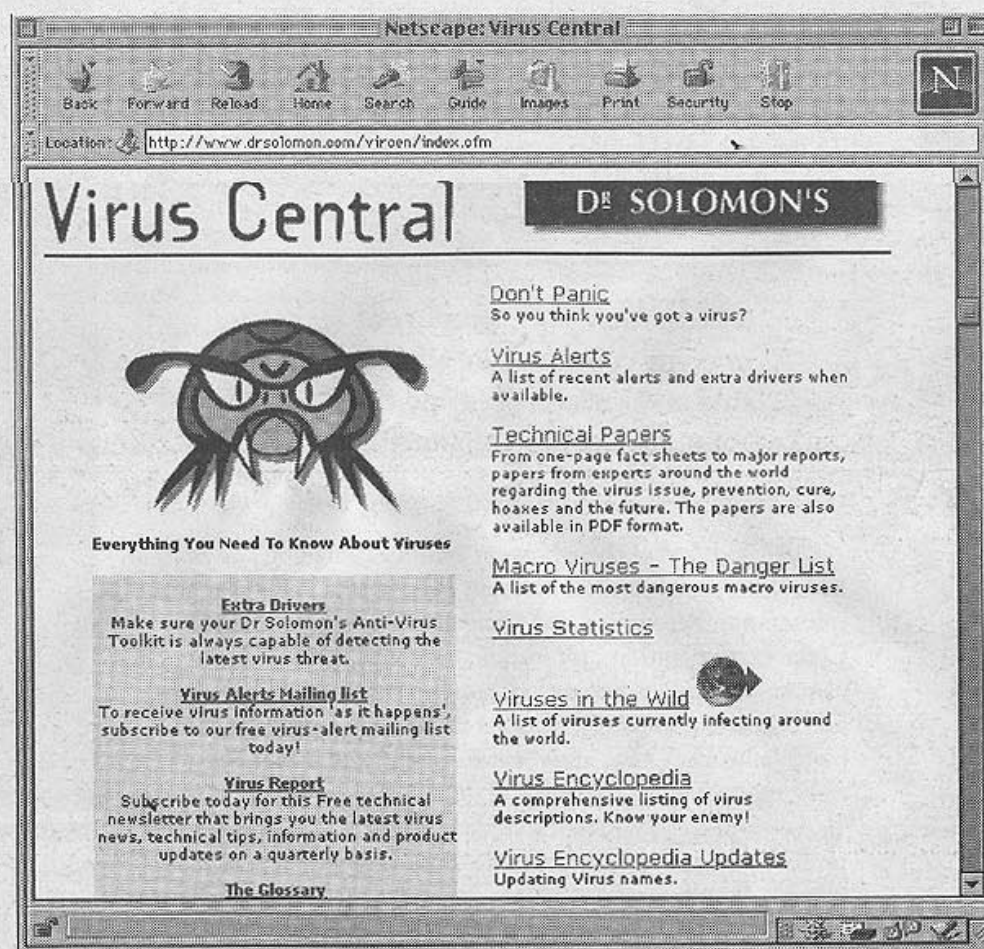 Netscape: Virus Central
Back Forward Reload Home Search Guide Images Print Security Stop
N
Location: http://www.drsolomon.com/viroen/index.cfm
Virus Central
DR SOLOMON'S
Everything You Need To Know About Viruses
Extra Drivers
Make sure your Dr Solomon's Anti-Virus
Toolkit is always capable of detecting the
latest virus threat.
Virus Alerts Mailing list
To receive virus information 'as it happens',
subscribe to our free virus-alert mailing list
today!
Virus Report
Subscribe today for this Free technical
newsletter that brings you the latest virus
news, technical tips, information and product
updates on a quarterly basis.
The Glossary
Don't Panic
So you think you've got a virus?
Virus Alerts
A list of recent alerts and extra drivers when
available.
Technical Papers
From one-page fact sheets to major reports,
papers from experts around the world
regarding the virus issue, prevention, cure,
hoaxes and the future. The papers are also
available in PDF format.
Macro Viruses - The Danger List
A list of the most dangerous macro viruses.
Virus Statistics
Viruses in the Wild
A list of viruses currently infecting around
the world.
Virus Encyclopedia
A comprehensive listing of virus
descriptions. Know your enemy!
Virus Encyclopedia Updates
Updating Virus names.